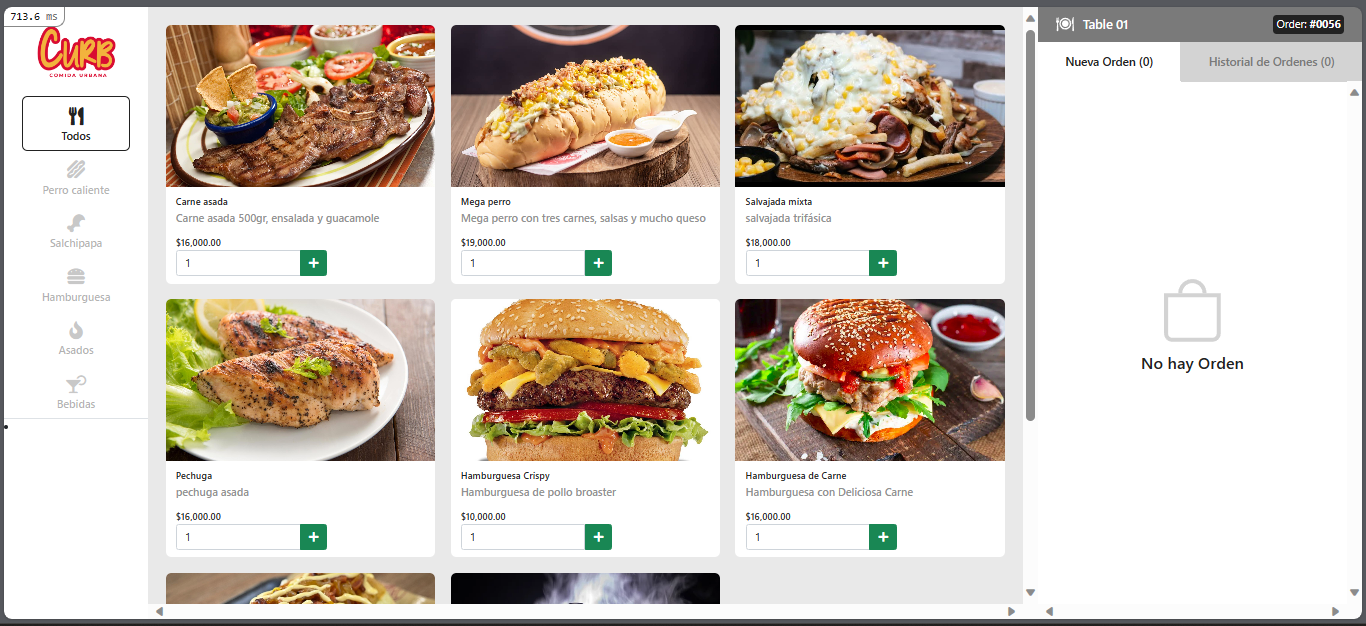 713.6 ms
CURB
COMIDA URBANA
Todos
Perro caliente
Salchipapa
Hamburguesa
Asados
Bebidas
Carne asada
Carne asada 500gr, ensalada y guacamole
$16,000.00
1
+
Mega perro
Mega perro con tres carnes, salsas y mucho queso
$19,000.00
1
+
Salvajada mixta
salvajada trifásica
$18,000.00
1
+
Pechuga
pechuga asada
$16,000.00
1
+
Hamburguesa Crispy
Hamburguesa de pollo broaster
$10,000.00
1
+
Hamburguesa de Carne
Hamburguesa con Deliciosa Carne
$16,000.00
1
+
Table 01
Order: #0056
Nueva Orden (0)
Historial de Ordenes (0)
No hay Orden